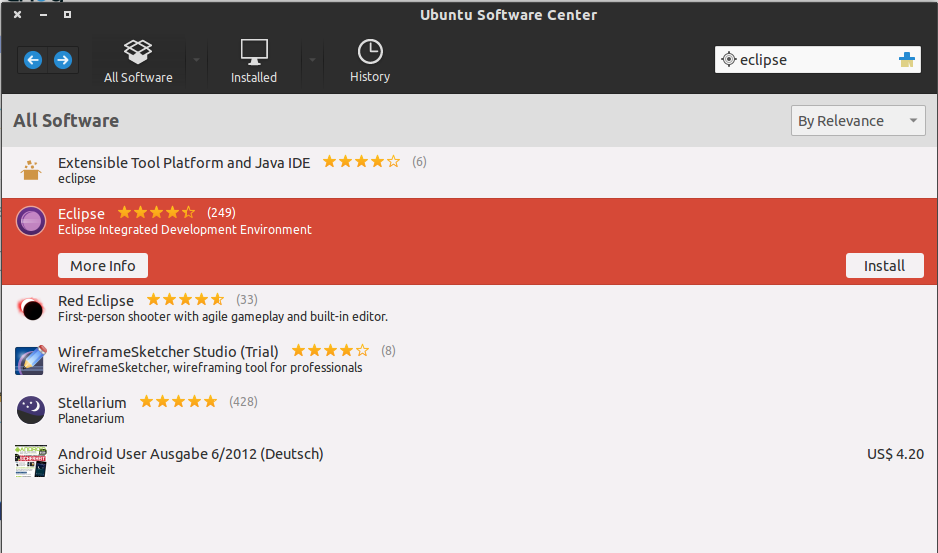 Ubuntu Software Center
All Software
Installed
History
eclipse
All Software
By Relevance
Extensible Tool Platform and Java IDE (6)
eclipse
Eclipse (249)
Eclipse Integrated Development Environment
More Info
Install
Red Eclipse (33)
First-person shooter with agile gameplay and built-in editor.
WireframeSketcher Studio (Trial) (8)
WireframeSketcher, wireframing tool for professionals
Stellarium (428)
Planetarium
Android User Ausgabe 6/2012 (Deutsch) US$ 4.20
Sicherheit